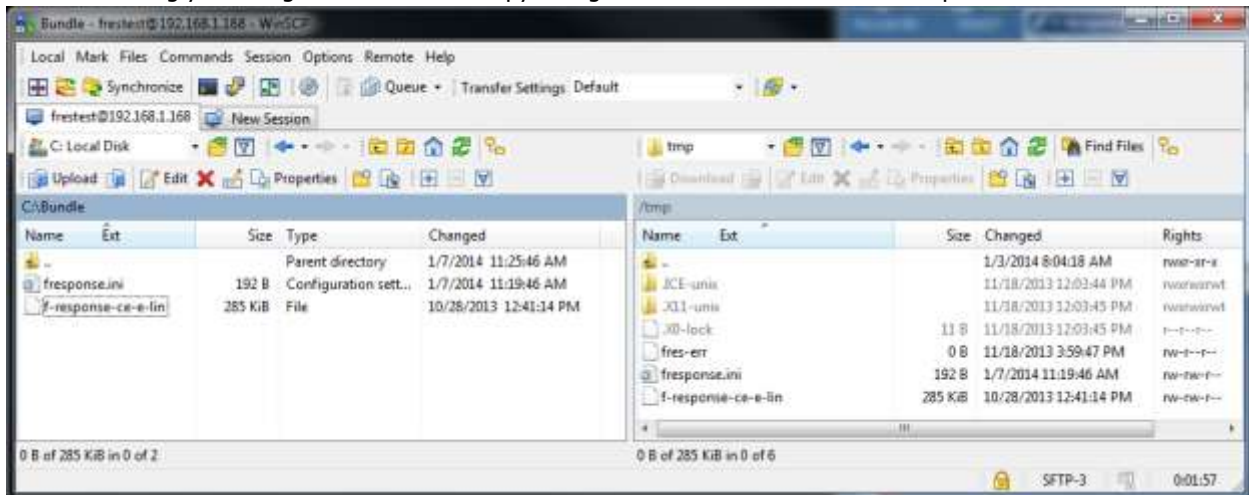 Bundle - frestest@192.168.1.168 - WinSCP
Local Mark Files Commands Session Options Remote Help
Synchronize Queue Transfer Settings Default
frestest@192.168.1.168 New Session
C: Local Disk tmp Find Files
Upload Edit Properties Download Edit Properties
C:\Bundle /tmp
Name Ext Size Type Changed Name Ext Size Changed Rights
.. Parent directory 1/7/2014 11:25:46 AM .. 1/3/2014 8:04:18 AM rwxr-xr-x
fresponse.ini 192 B Configuration sett... 1/7/2014 11:19:46 AM .ICE-unix 11/18/2013 12:03:44 PM rwxrwxrwt
f-response-ce-e-lin 285 KiB File 10/28/2013 12:41:14 PM .X11-unix 11/18/2013 12:03:45 PM rwxrwxrwt
.X0-lock 11 B 11/18/2013 12:03:45 PM r--r--r--
fres-err 0 B 11/18/2013 3:59:47 PM rw-r--r--
fresponse.ini 192 B 1/7/2014 11:19:46 AM rw-rw-r--
f-response-ce-e-lin 285 KiB 10/28/2013 12:41:14 PM rw-rw-r--
0 B of 285 KiB in 0 of 2 0 B of 285 KiB in 0 of 6
SFTP-3 0:01:57